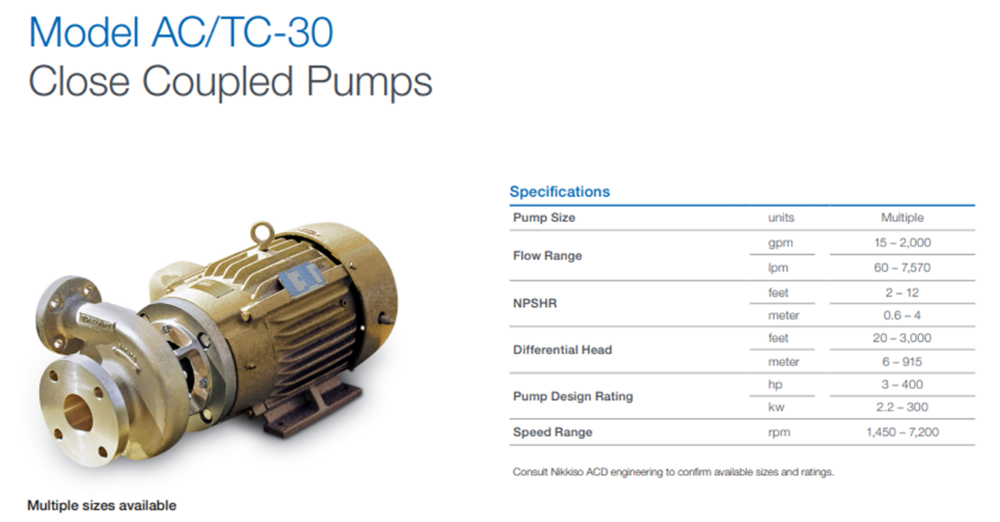 Model AC/TC-30
Close Coupled Pumps
Specifications
Pump Size units Multiple
Flow Range gpm 15 – 2,000
lpm 60 – 7,570
NPSHR feet 2 – 12
meter 0.6 – 4
Differential Head feet 20 – 3,000
meter 6 – 915
Pump Design Rating hp 3 – 400
kw 2.2 – 300
Speed Range rpm 1,450 – 7,200
Consult Nikkiso ACD engineering to confirm available sizes and ratings.
Multiple sizes available